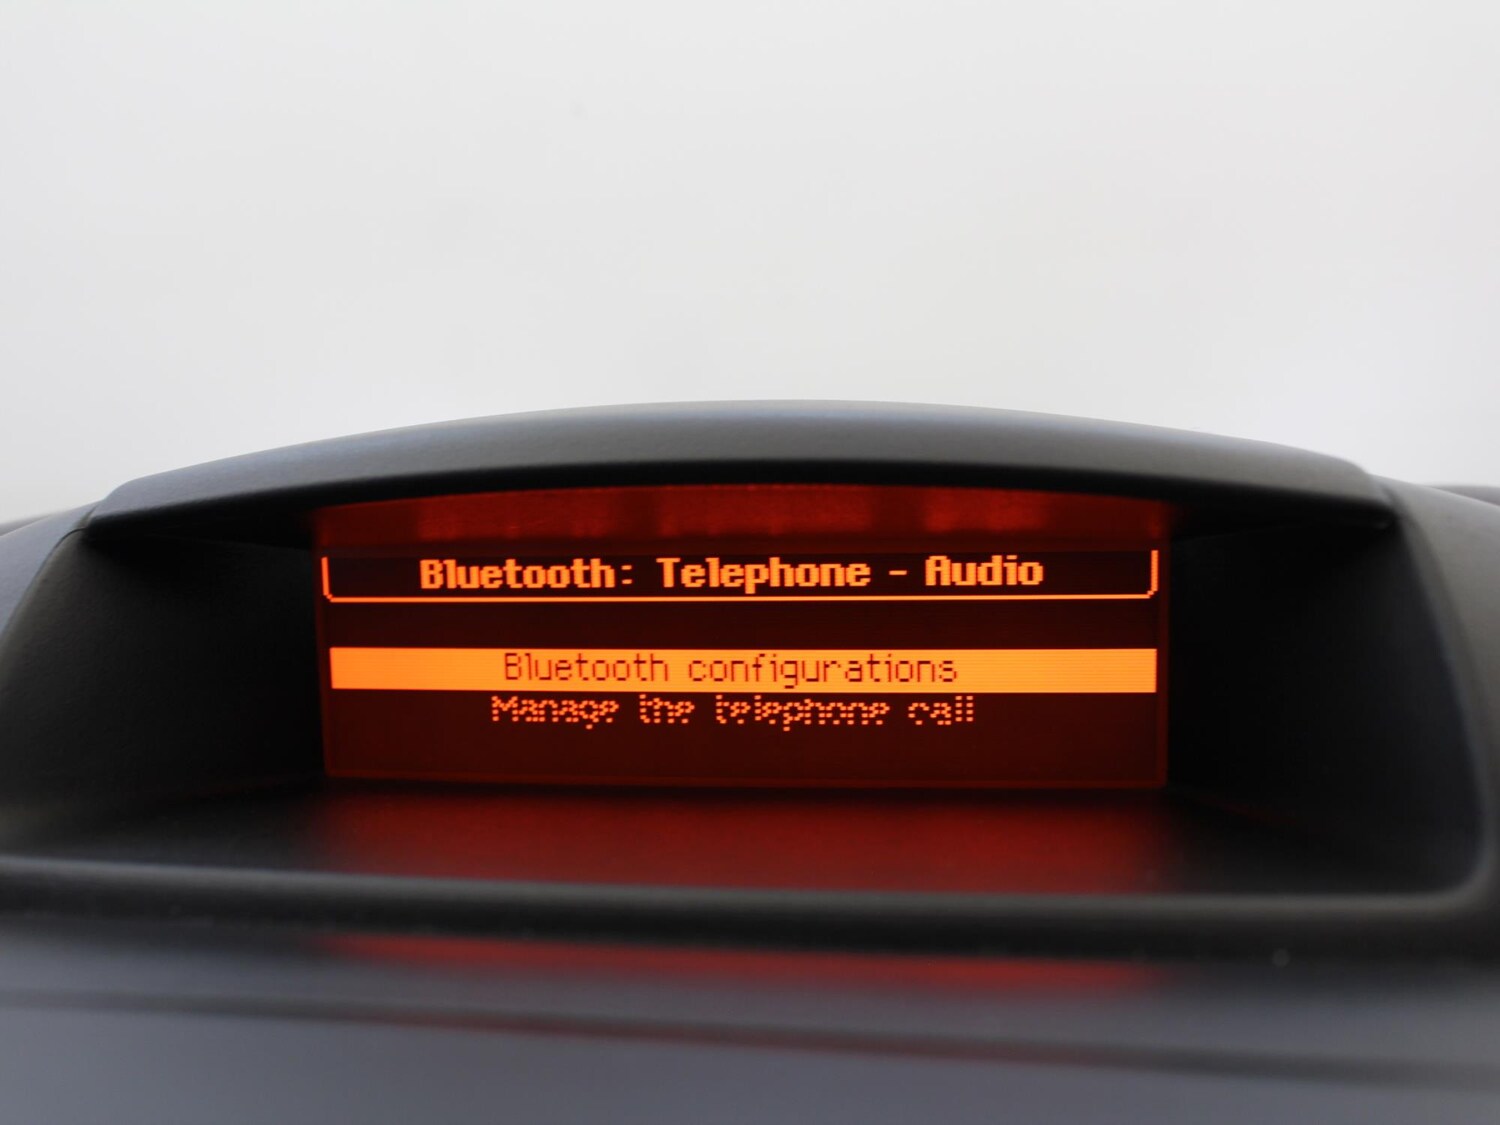 Bluetooth: Telephone - Audio
Bluetooth configurations
Manage the telephone call